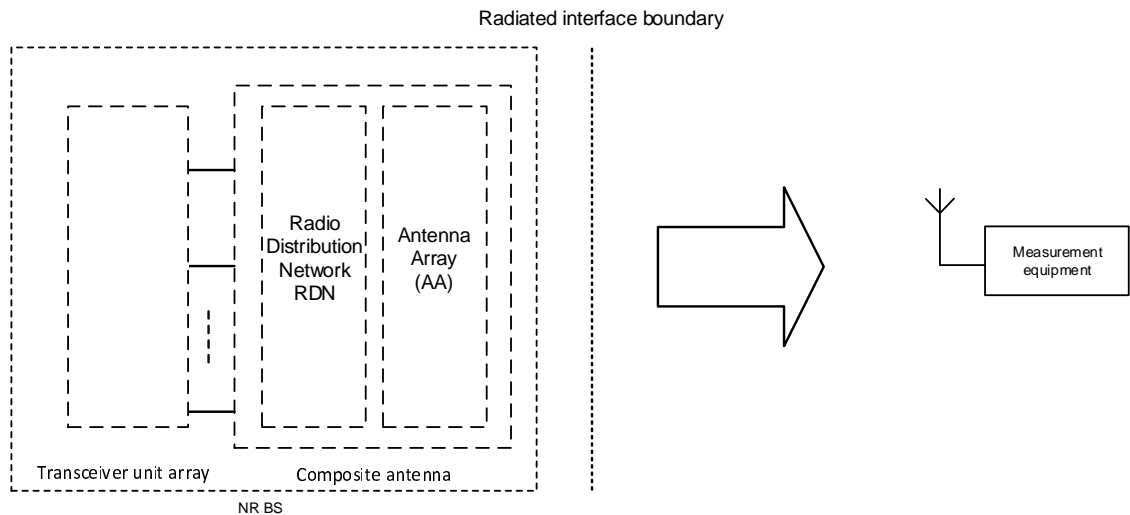 Radiated interface boundary
Radio
Distribution
Network
RDN
Antenna
Array
(AA)
Measurement
equipment
Transceiver unit array
Composite antenna
NR BS